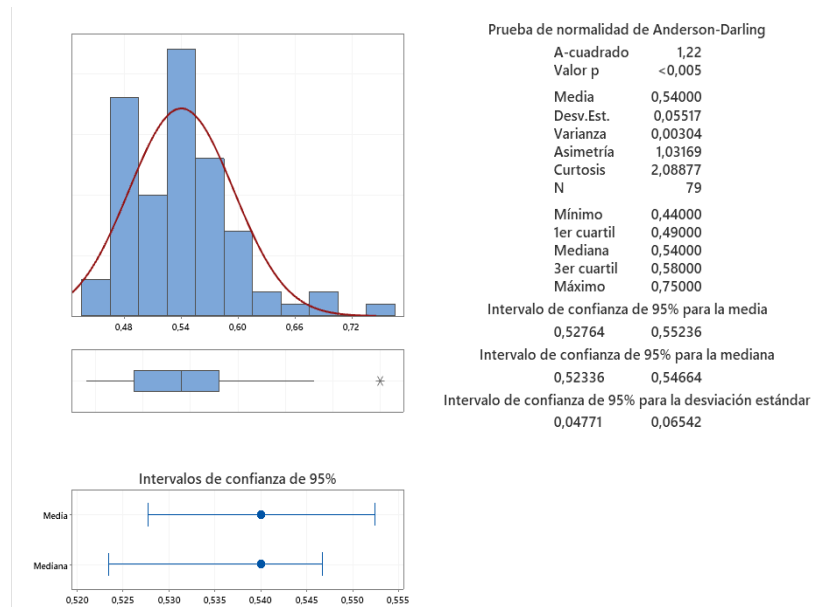 Prueba de normalidad de Anderson-Darling
A-cuadrado 1,22
Valor p <0,005
Media 0,54000
Desv.Est. 0,05517
Varianza 0,00304
Asimetría 1,03169
Curtosis 2,08877
N 79
Mínimo 0,44000
1er cuartil 0,49000
Mediana 0,54000
3er cuartil 0,58000
Máximo 0,75000
Intervalo de confianza de 95% para la media
0,52764 0,55236
Intervalo de confianza de 95% para la mediana
0,52336 0,54664
Intervalo de confianza de 95% para la desviación estándar
0,04771 0,06542
0,48 0,54 0,60 0,66 0,72
Intervalos de confianza de 95%
Media
Mediana
0,520 0,525 0,530 0,535 0,540 0,545 0,550 0,555